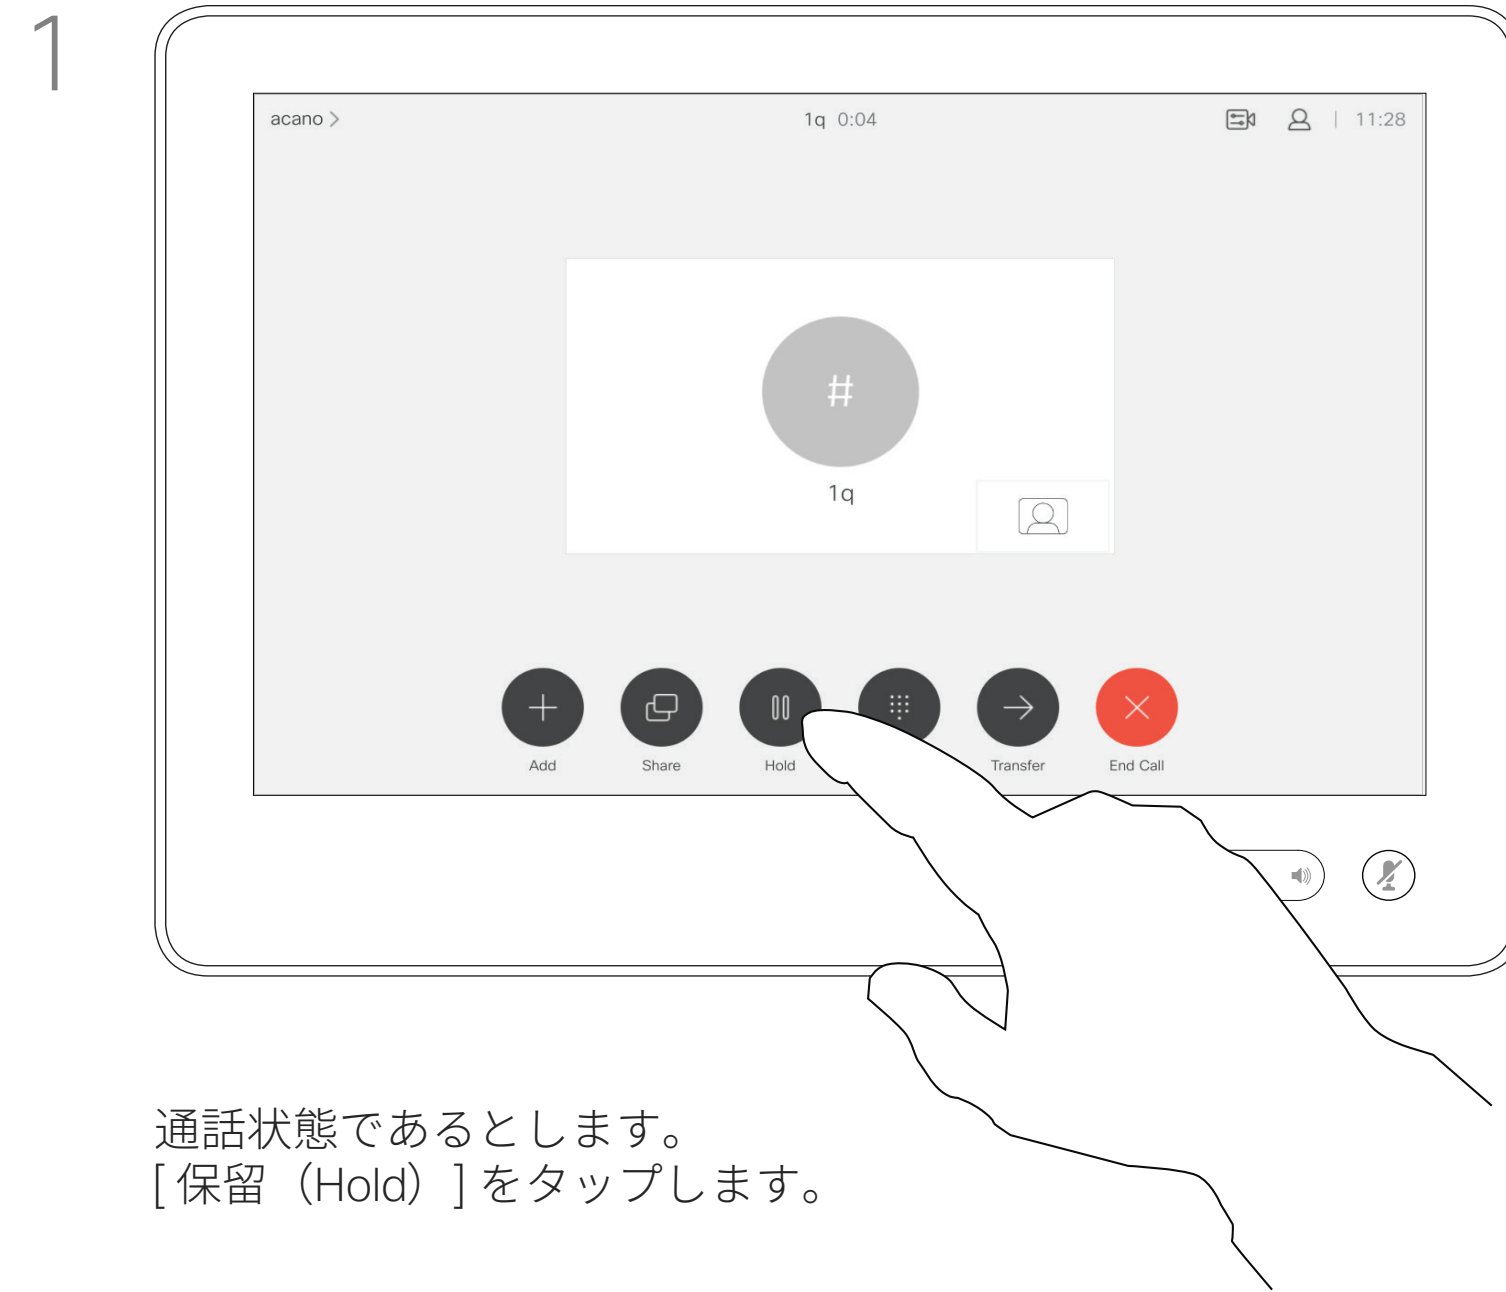 1
acano >
1q 0:04
11:28
#
1q
Add
Share
Hold
Transfer
End Call
通話状態であるとします。
[ 保留（Hold）] をタップします。